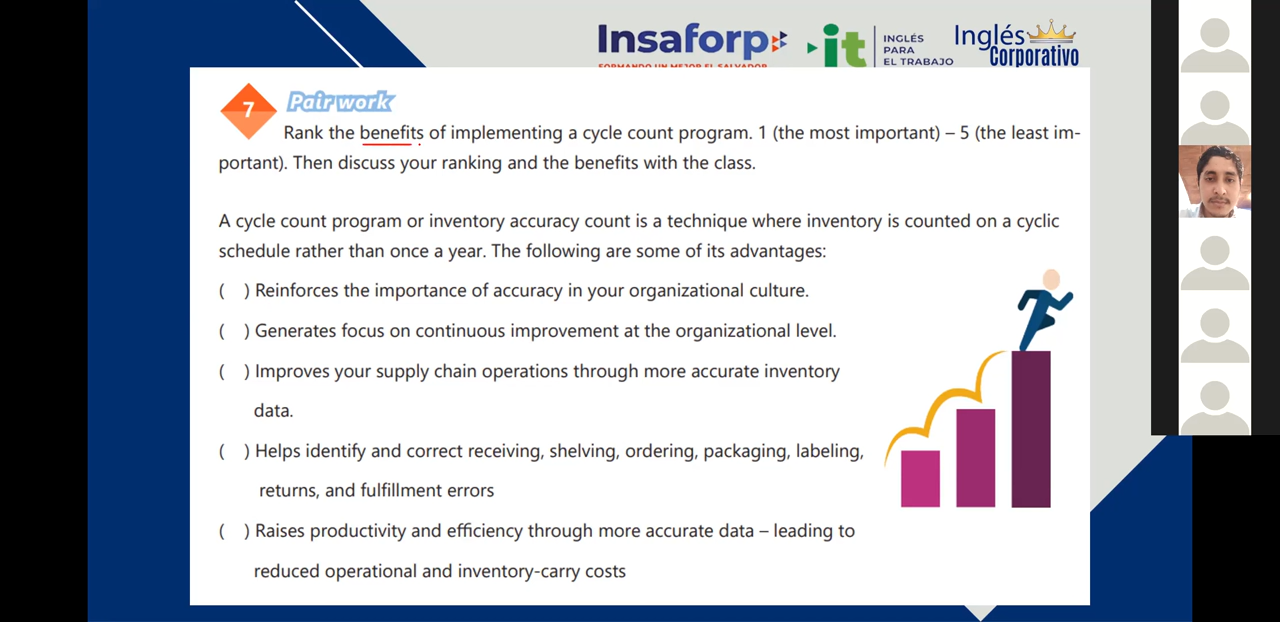 Insaforp
FORMANDO UN MEJOR EL SALVADOR
it
INGLÉS
PARA
EL TRABAJO
Inglés
Corporativo
7
Pair work
Rank the benefits of implementing a cycle count program. 1 (the most important) – 5 (the least im-
portant). Then discuss your ranking and the benefits with the class.
A cycle count program or inventory accuracy count is a technique where inventory is counted on a cyclic
schedule rather than once a year. The following are some of its advantages:
( ) Reinforces the importance of accuracy in your organizational culture.
( ) Generates focus on continuous improvement at the organizational level.
( ) Improves your supply chain operations through more accurate inventory
data.
( ) Helps identify and correct receiving, shelving, ordering, packaging, labeling,
returns, and fulfillment errors
( ) Raises productivity and efficiency through more accurate data – leading to
reduced operational and inventory-carry costs